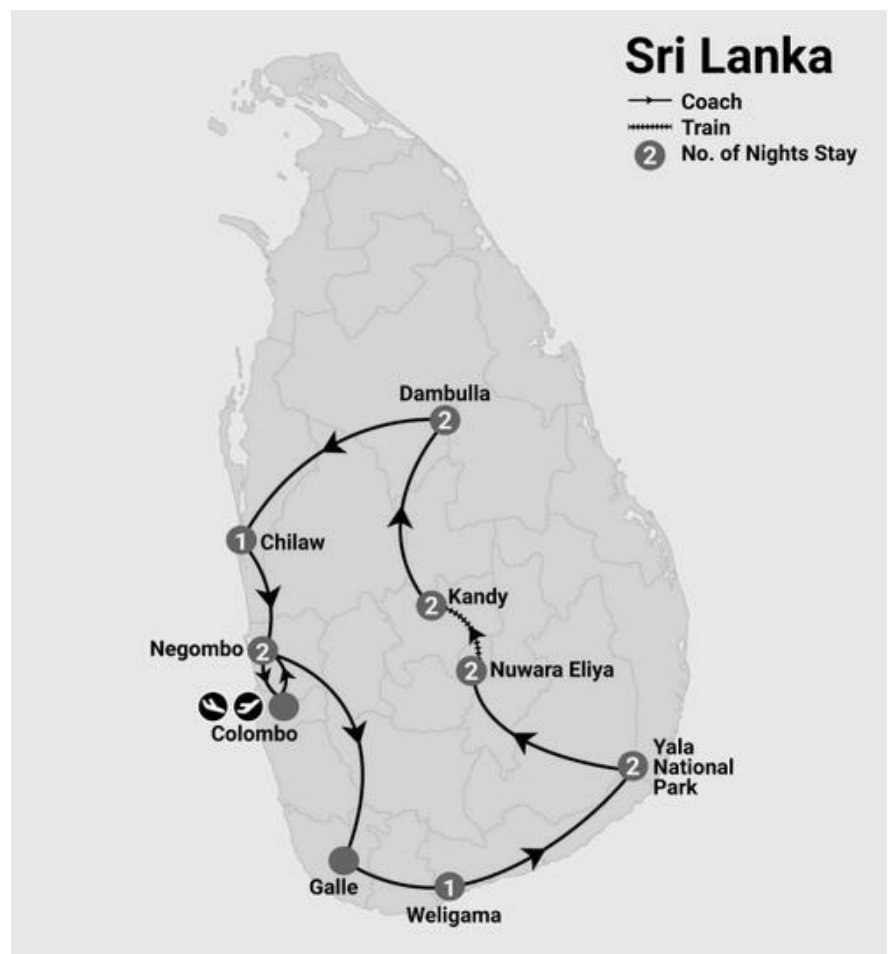 Sri Lanka
Coach
Train
2 No. of Nights Stay
Dambulla
2
1 Chilaw
Kandy
2
Negombo 2
2 Nuwara Eliya
Colombo
2 Yala
National
Park
Galle
1
Weligama